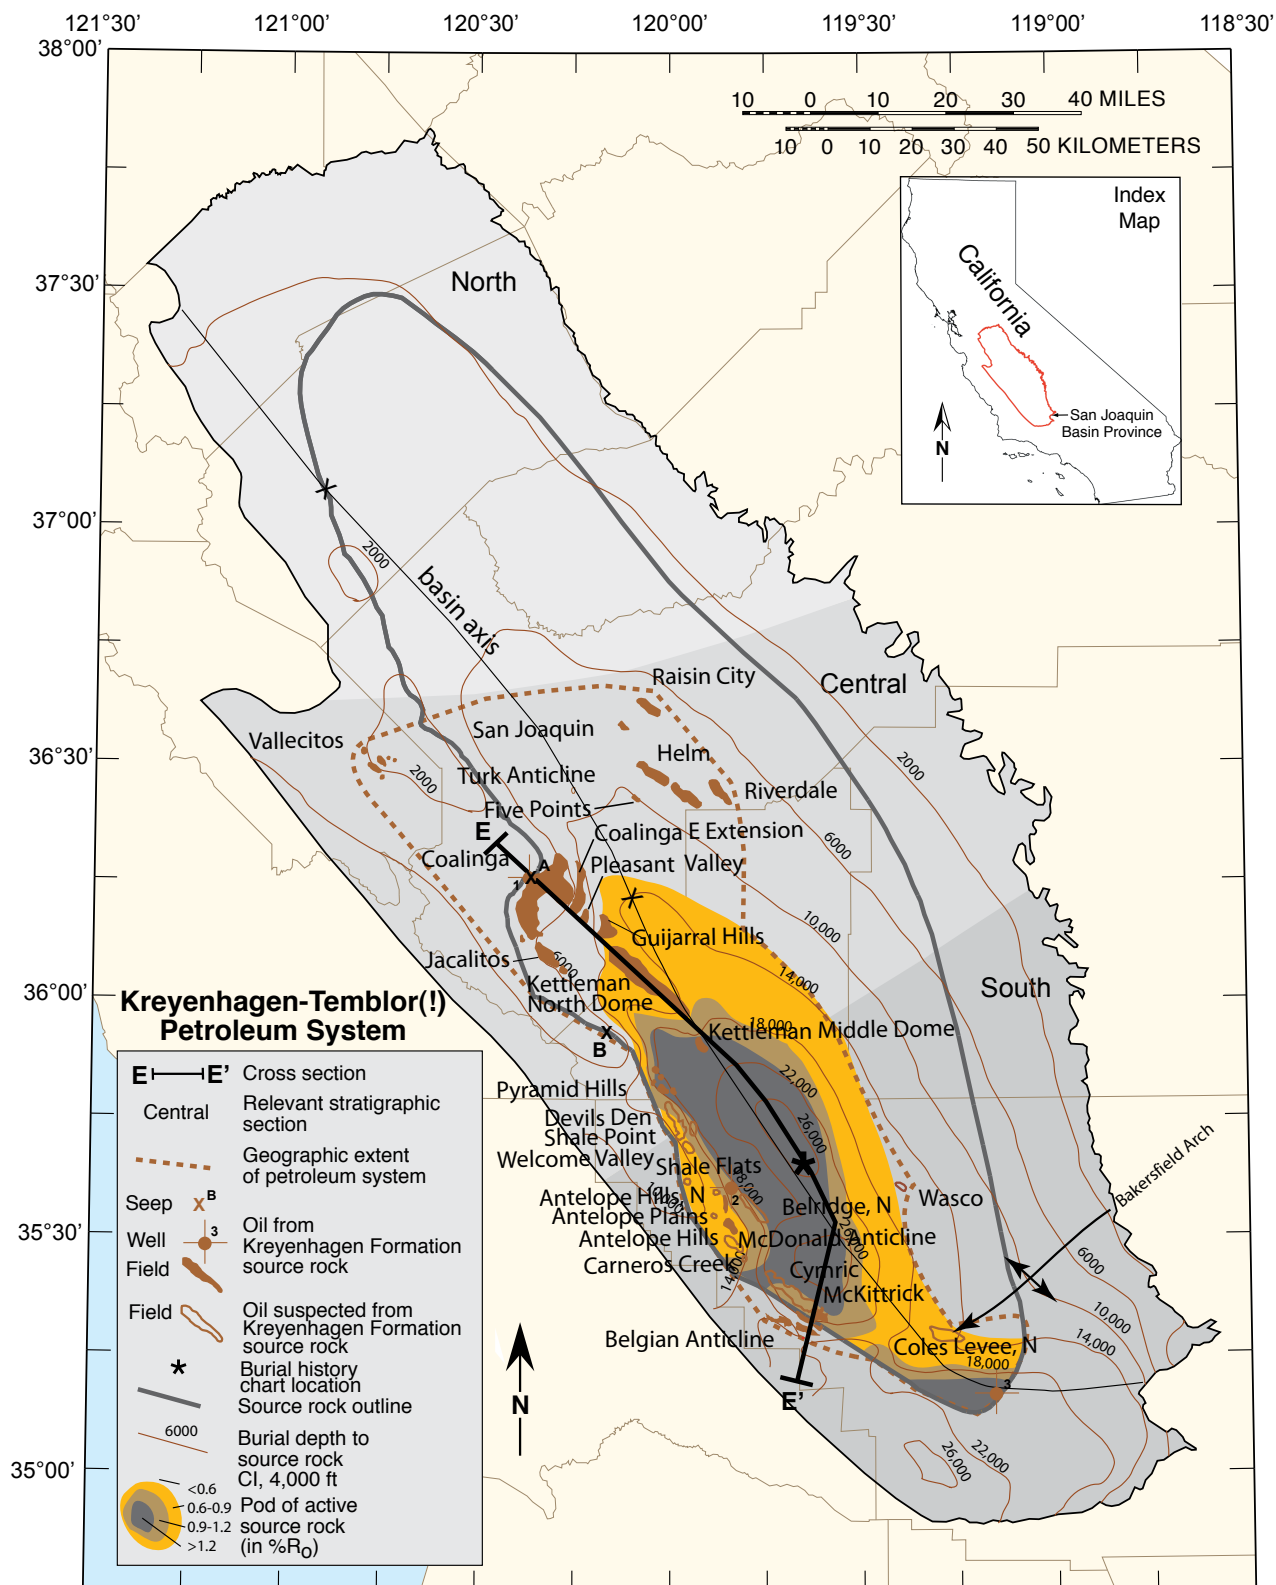 121°30'
121°00'
120°30'
120°00'
119°30'
119°00'
118°30'
38°00'
10 0 10 20 30 40 MILES
10 0 10 20 30 40 50 KILOMETERS
Index
Map
California
San Joaquin
Basin Province
N
North
37°30'
37°00'
2000
basin axis
Raisin City
Central
San Joaquin
Vallecitos
Helm
36°30'
2000
2000
Turk Anticline
Riverdale
Five Points
E
Coalinga E Extension
6000
Coalinga
A
1
Pleasant Valley
10,000
Guijarral Hills
Jacalitos
6000
14,000
South
Kettleman
North Dome
36°00'
18,000
Kettleman Middle Dome
B
22,000
Pyramid Hills
Devils Den
26,000
Shale Point
Welcome Valley
Shale Flats
Bakersfield Arch
18,000
10,000
Antelope Hills, N
2
Belridge, N
Wasco
Antelope Plains
35°30'
Antelope Hills
McDonald Anticline
26,000
Carneros Creek
14,000
Cymric
6000
McKittrick
10,000
Belgian Anticline
Coles Levee, N
14,000
18,000
3
E'
N
22,000
26,000
35°00'
Kreyenhagen-Temblor(!)
Petroleum System
E E' Cross section
Central Relevant stratigraphic
section
Geographic extent
of petroleum system
Seep X B
Well 3 Oil from
Kreyenhagen Formation
Field source rock
Field Oil suspected from
Kreyenhagen Formation
source rock
* Burial history
chart location
Source rock outline
6000 Burial depth to
source rock
CI, 4,000 ft
<0.6
0.6-0.9 Pod of active
0.9-1.2 source rock
>1.2 (in %Ro)